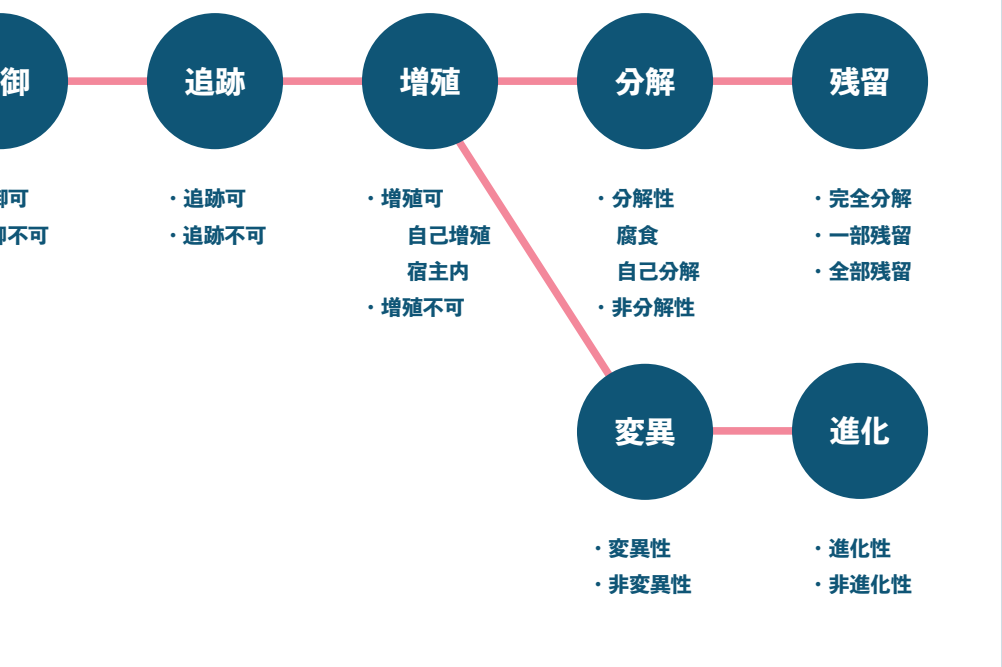 御
追跡
増殖
分解
残留
御可
御不可
・追跡可
・追跡不可
・増殖可
自己増殖
宿主内
・増殖不可
・分解性
腐食
自己分解
・非分解性
・完全分解
・一部残留
・全部残留
変異
進化
・変異性
・非変異性
・進化性
・非進化性